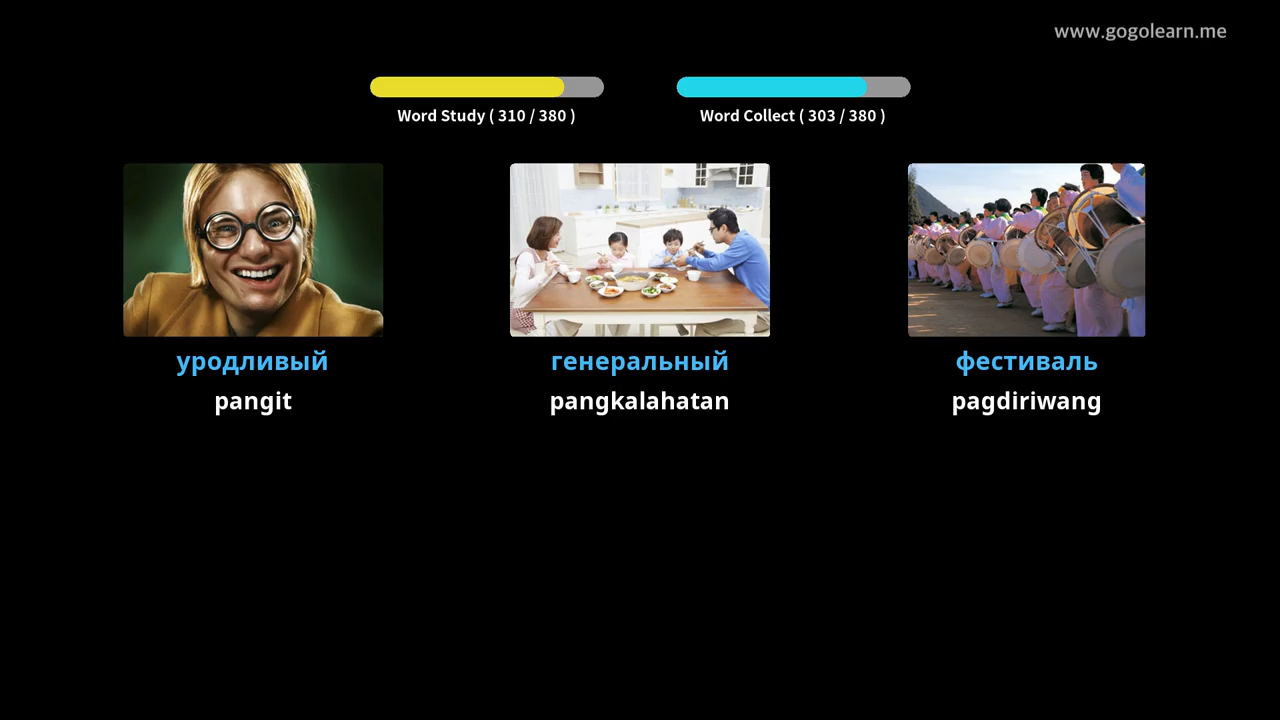 www.gogolearn.me
Word Study ( 310 / 380 )
Word Collect ( 303 / 380 )
уродливый
генеральный
фестиваль
pangit
pangkalahatan
pagdiriwang